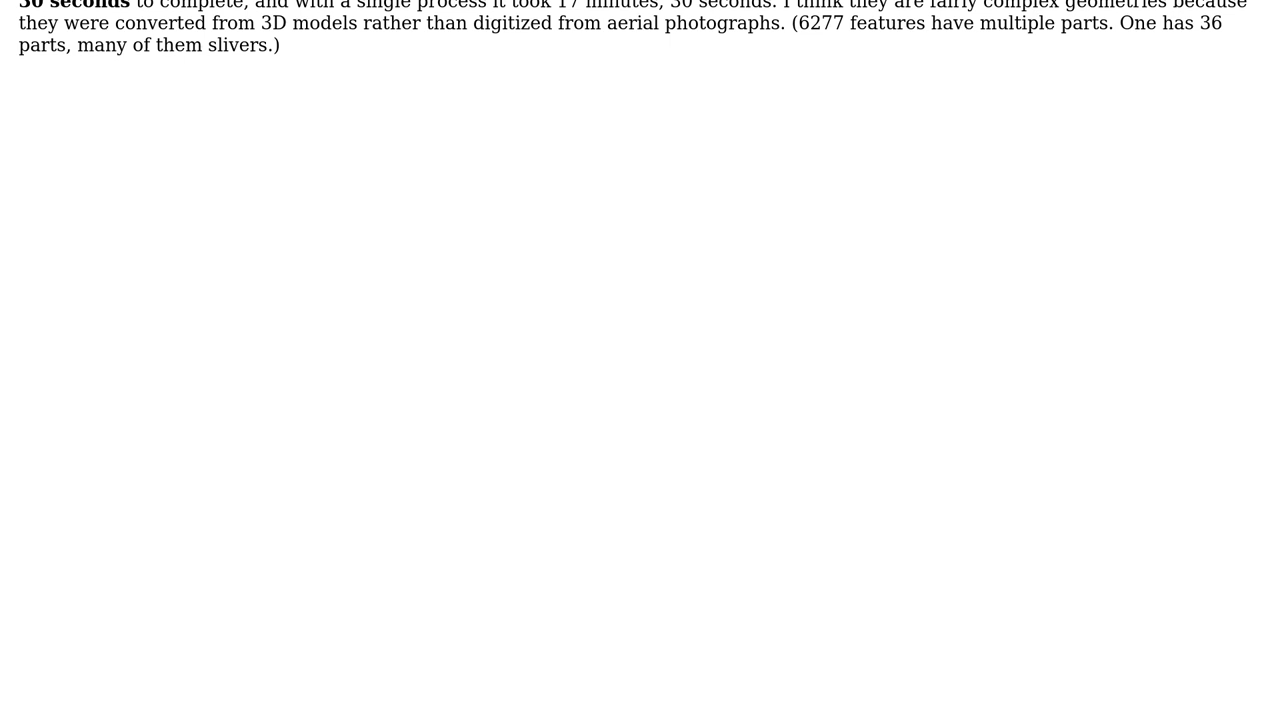 30 seconds to complete, and with a single process it took 17 minutes, 30 seconds. I think they are fairly complex geometries because
they were converted from 3D models rather than digitized from aerial photographs. (6277 features have multiple parts. One has 36
parts, many of them slivers.)